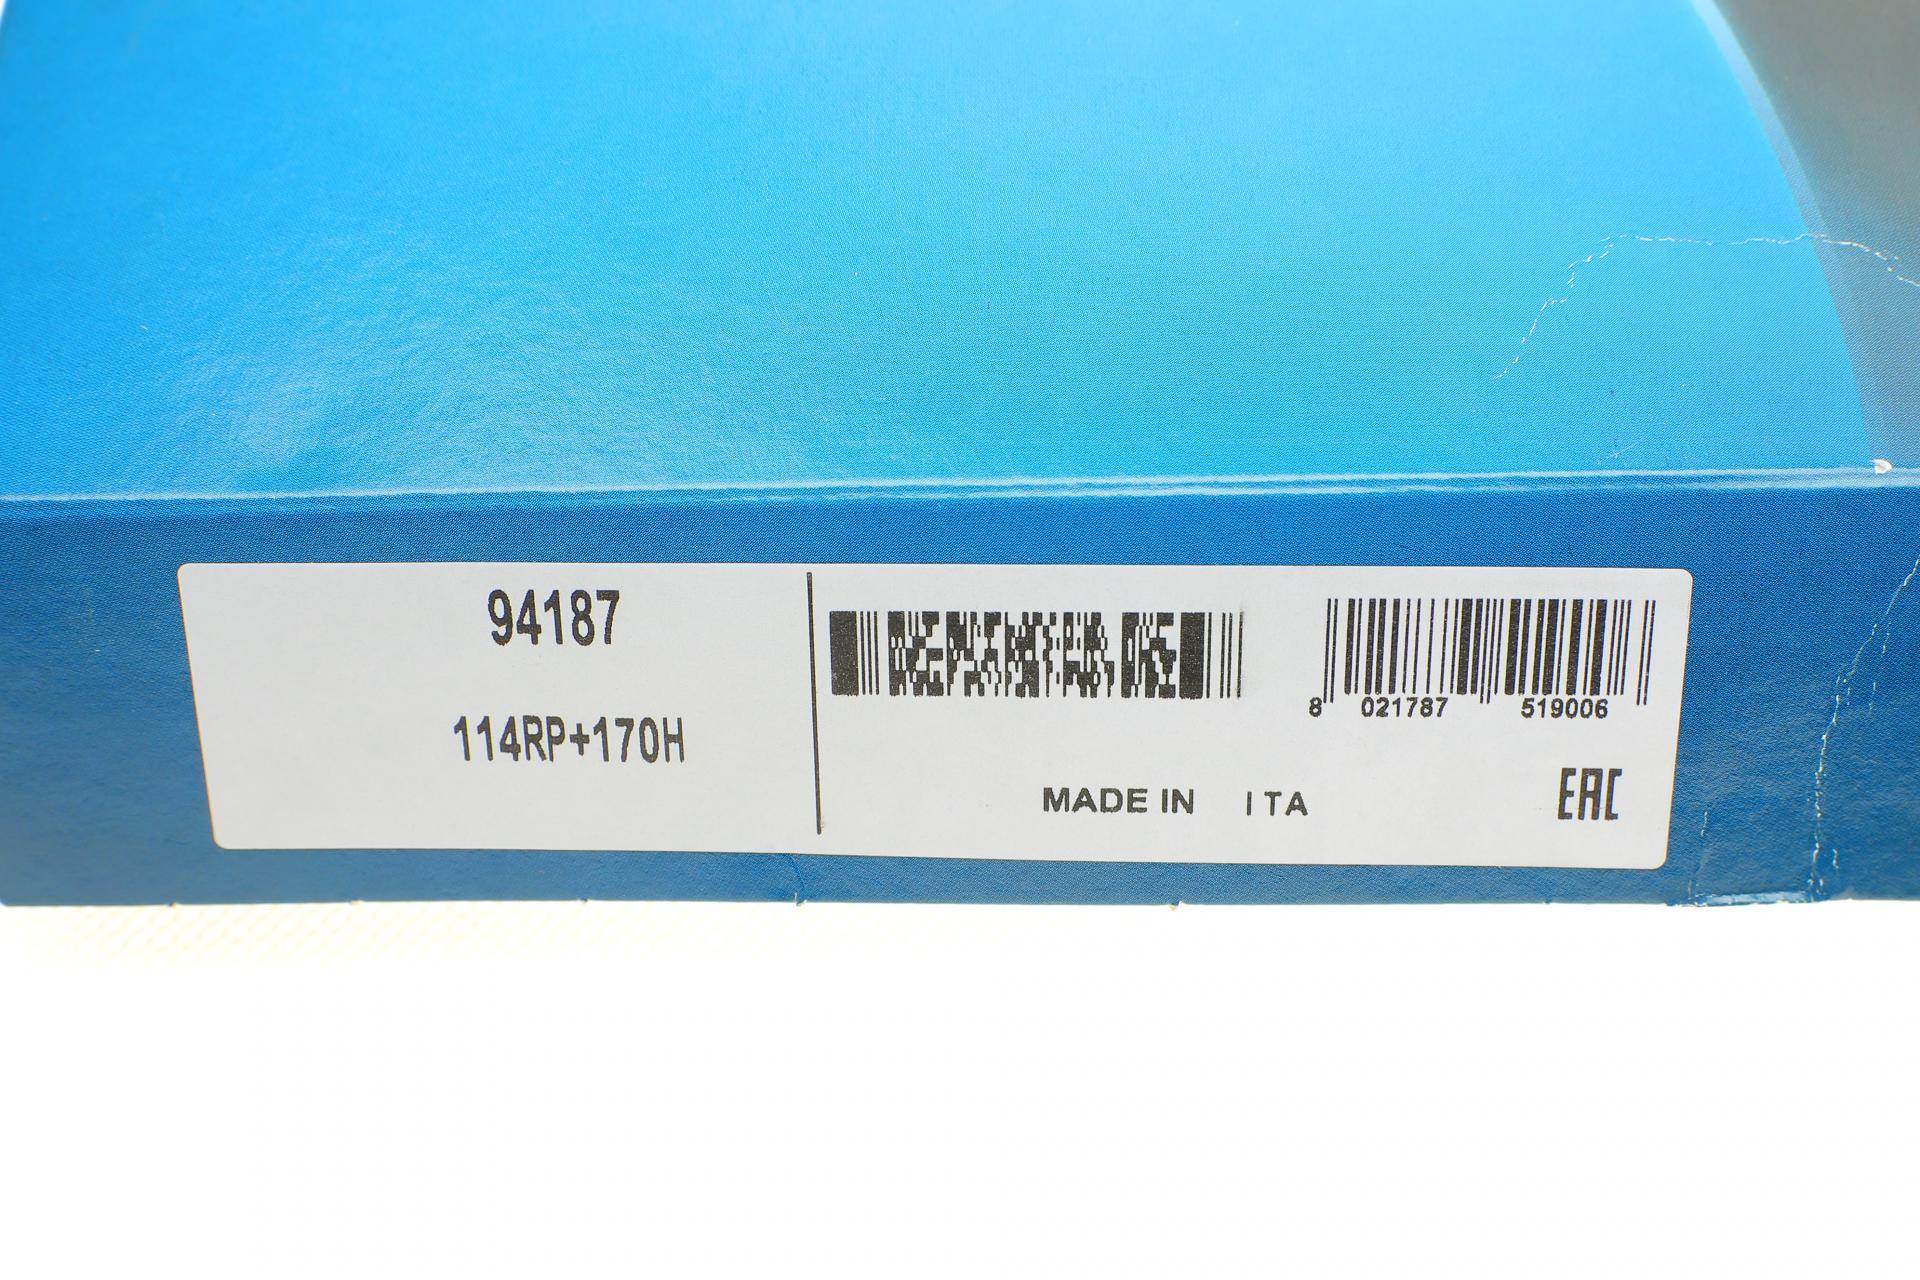 94187
114RP+170H
8 021787 519006
MADE IN ITA
EAC